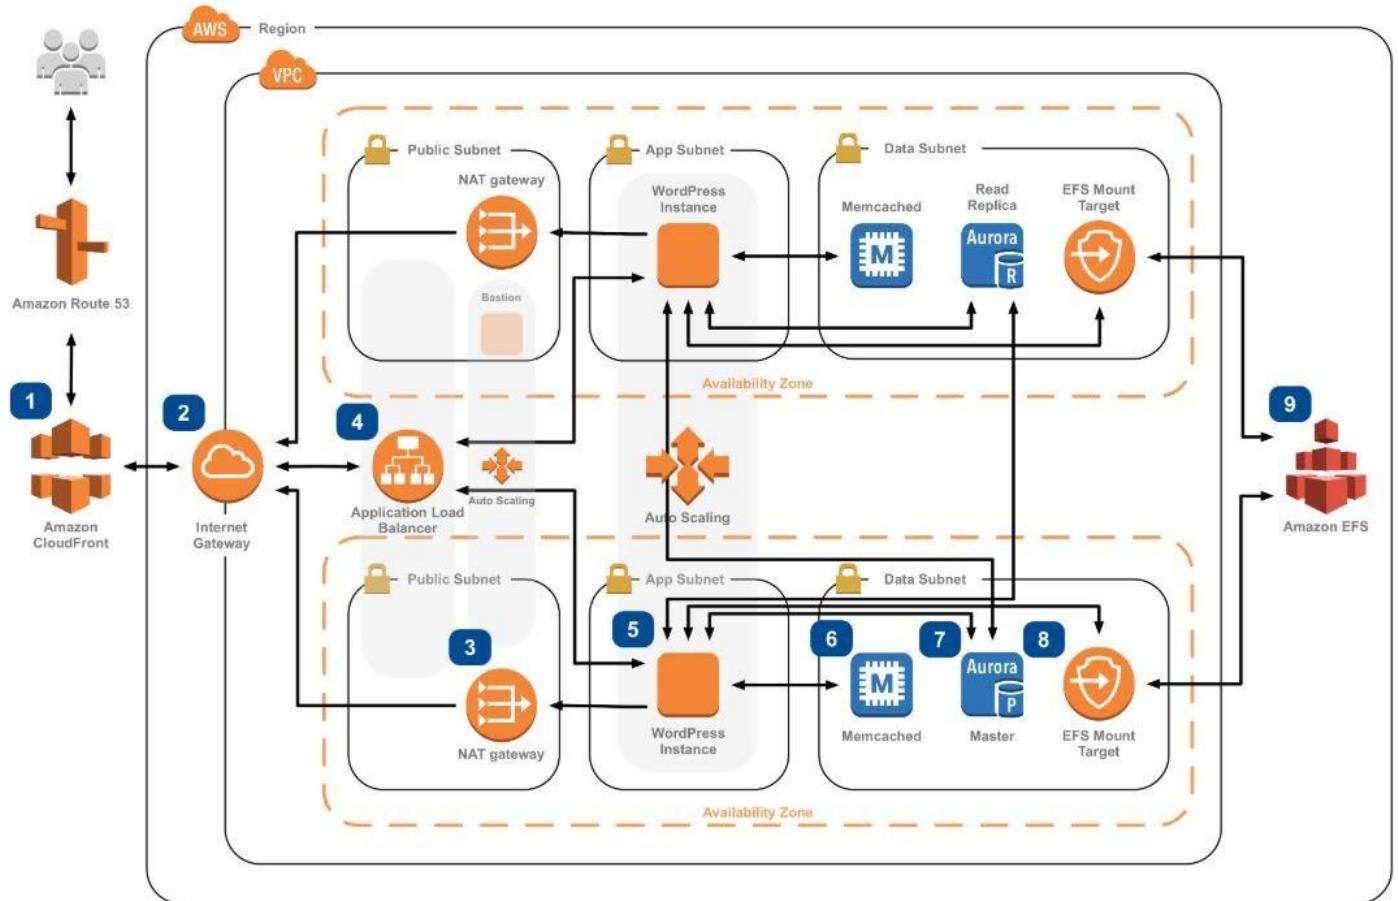 AWS
Region
VPC
Public Subnet
App Subnet
Data Subnet
NAT gateway
WordPress
Instance
Memcached
Read
Replica
EFS Mount
Target
Aurora
R
M
Bastion
Amazon Route 53
Availability Zone
1
2
4
9
Amazon
CloudFront
Internet
Gateway
Application Load
Balancer
Auto Scaling
Auto Scaling
Amazon EFS
Public Subnet
App Subnet
Data Subnet
3
5
6
7
8
M
Aurora
P
NAT gateway
WordPress
Instance
Memcached
Master
EFS Mount
Target
Availability Zone